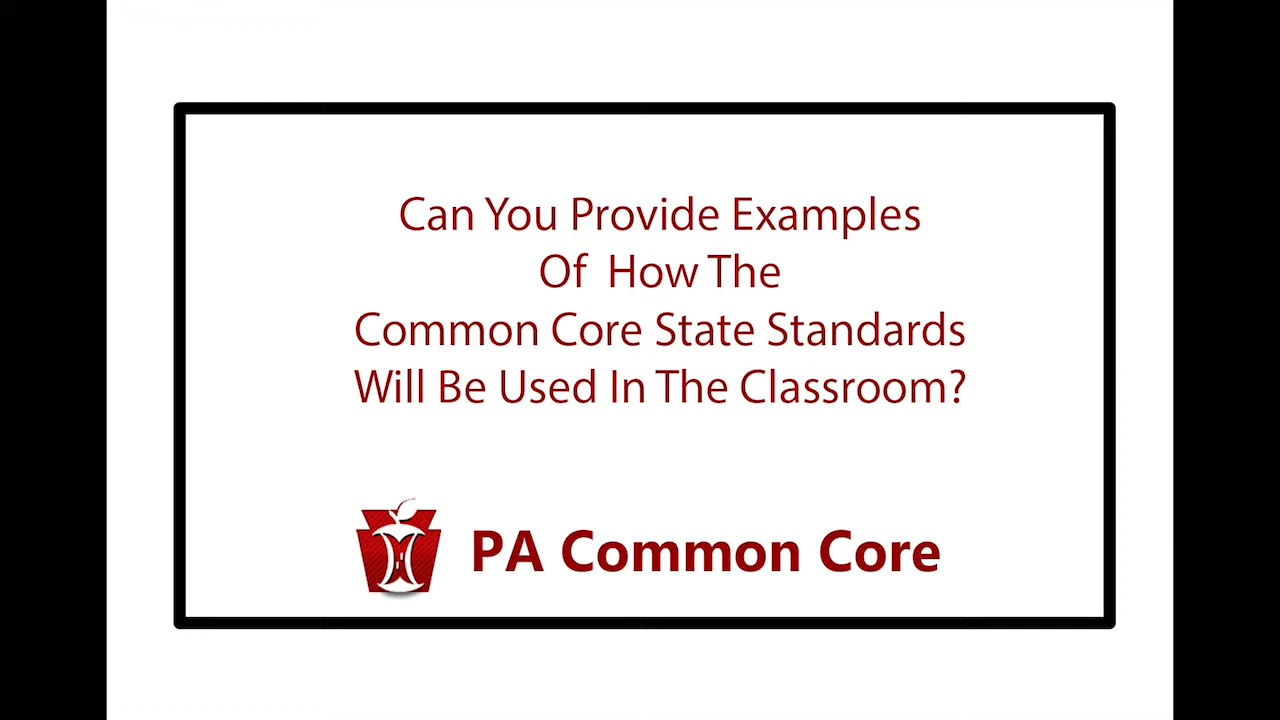 Can You Provide Examples
Of How The
Common Core State Standards
Will Be Used In The Classroom?
PA Common Core